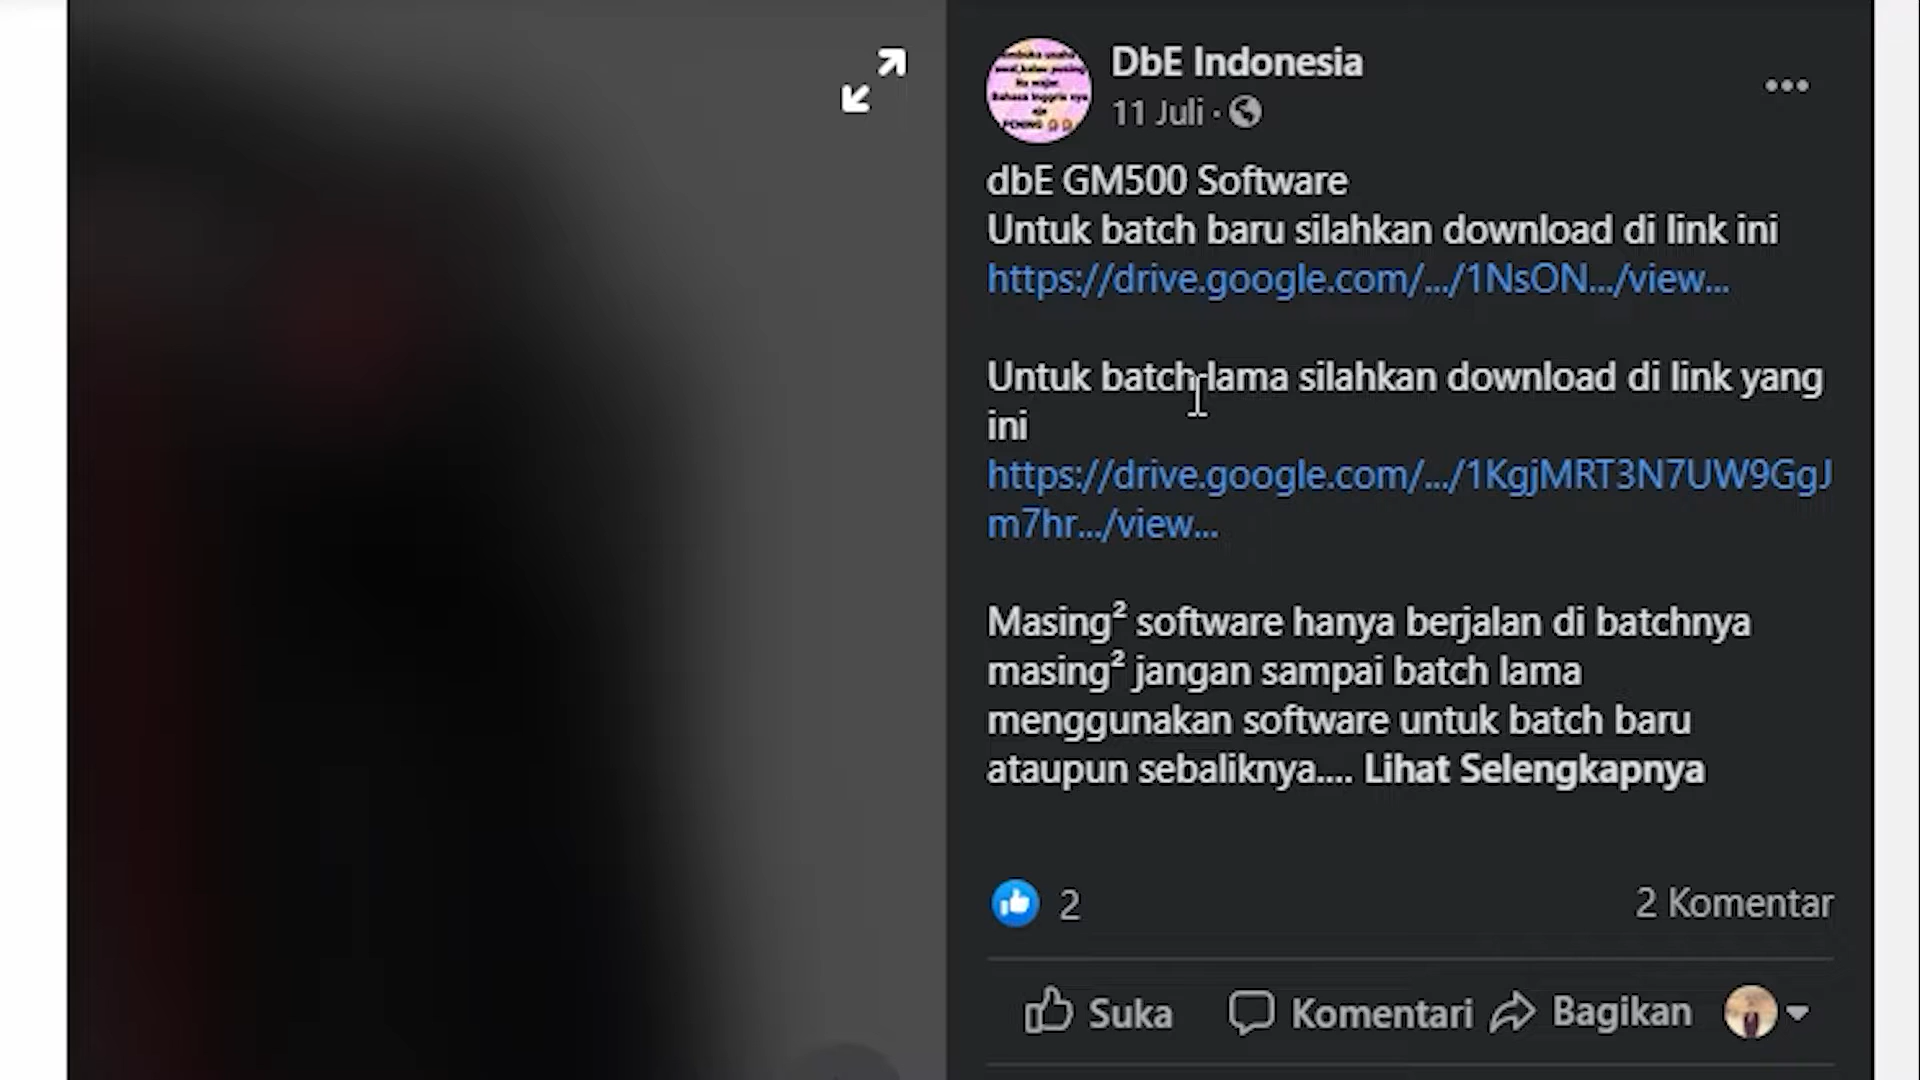 DbE Indonesia
11 Juli ·
dbE GM500 Software
Untuk batch baru silahkan download di link ini
https://drive.google.com/.../1NsON.../view...
Untuk batch lama silahkan download di link yang
ini
https://drive.google.com/.../1KgjMRT3N7UW9GgJ
m7hr.../view...
Masing² software hanya berjalan di batchnya
masing² jangan sampai batch lama
menggunakan software untuk batch baru
ataupun sebaliknya.... Lihat Selengkapnya
2
2 Komentar
Suka
Komentari
Bagikan